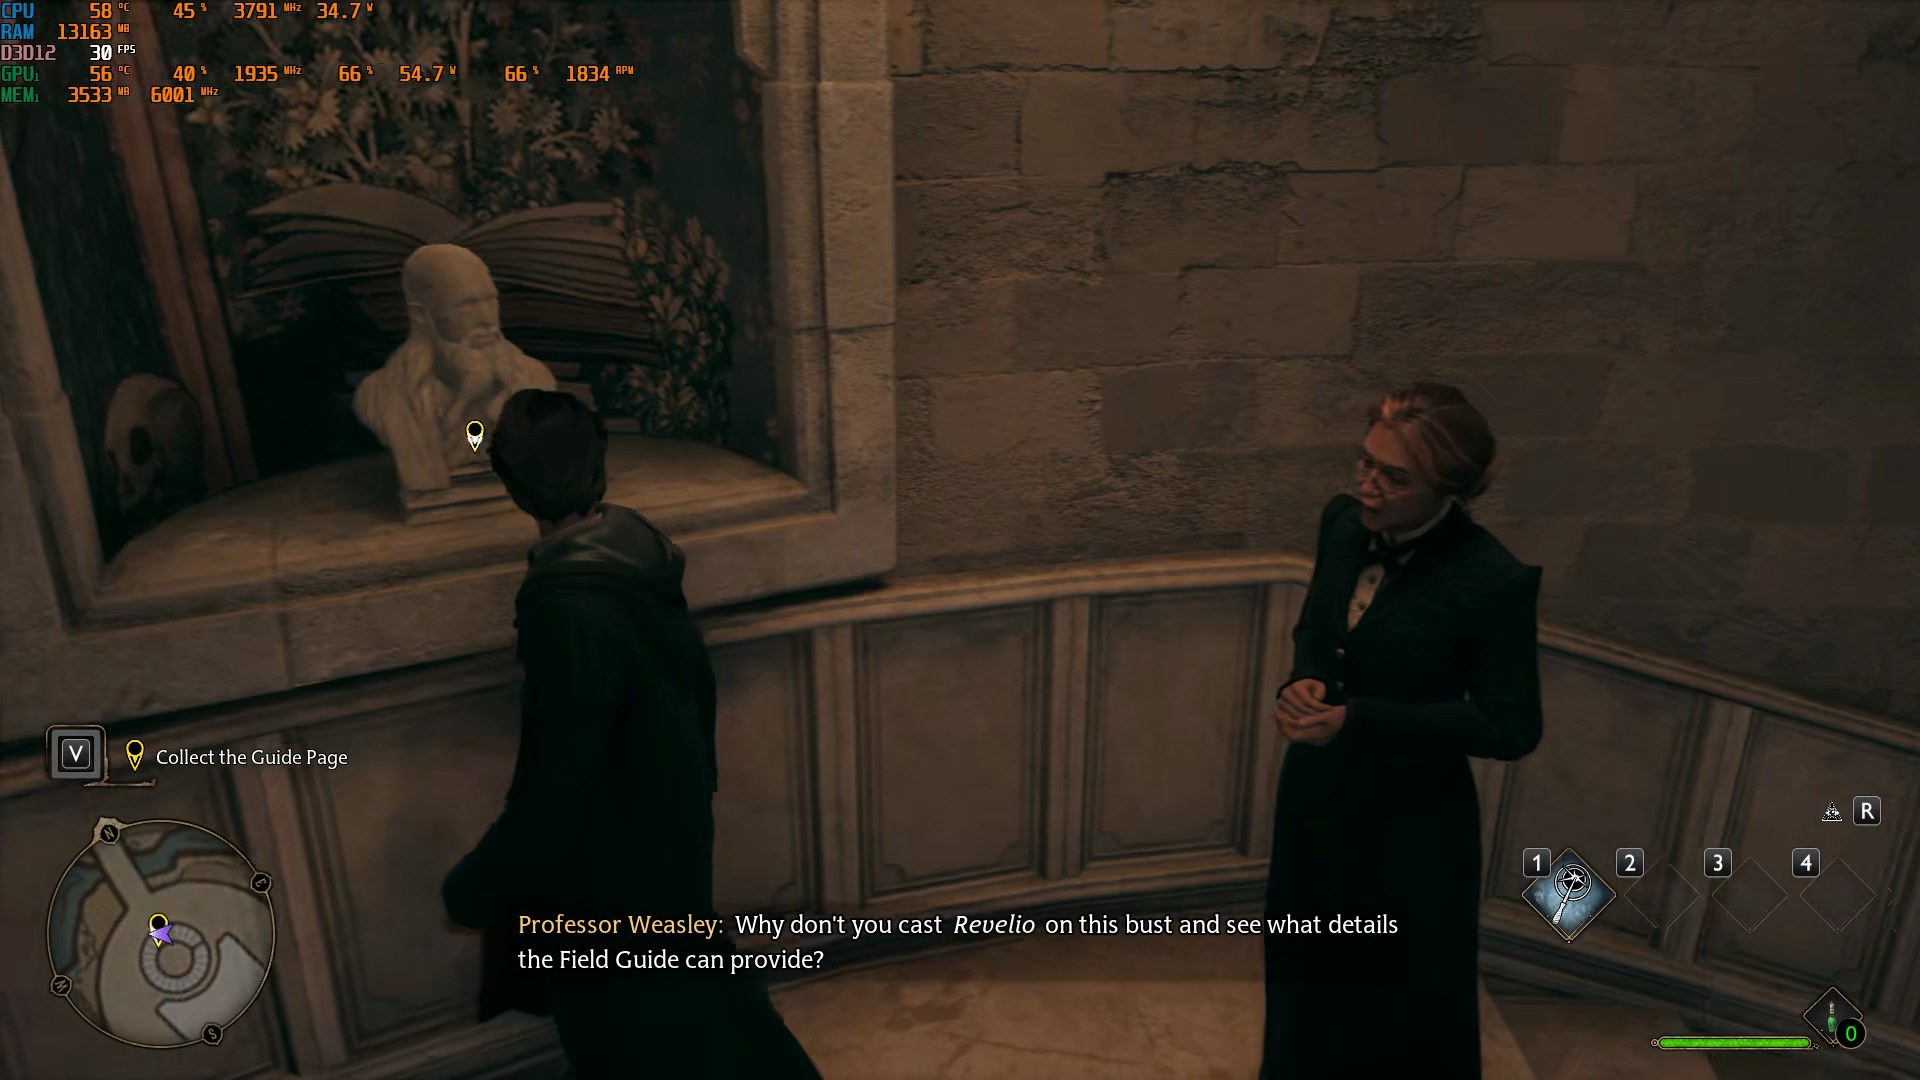 CPU 58 °C 45 % 3791 MHz 34.7 W
RAM 13163 MB
D3D12 30 FPS
GPU1 56 °C 40 % 1935 MHz 66 % 54.7 W 66 % 1834 RPM
MEM1 3533 MB 6001 MHz
V Collect the Guide Page
R
N
E
1 2 3 4
Professor Weasley: Why don't you cast Revelio on this bust and see what details
the Field Guide can provide?
W
S
0